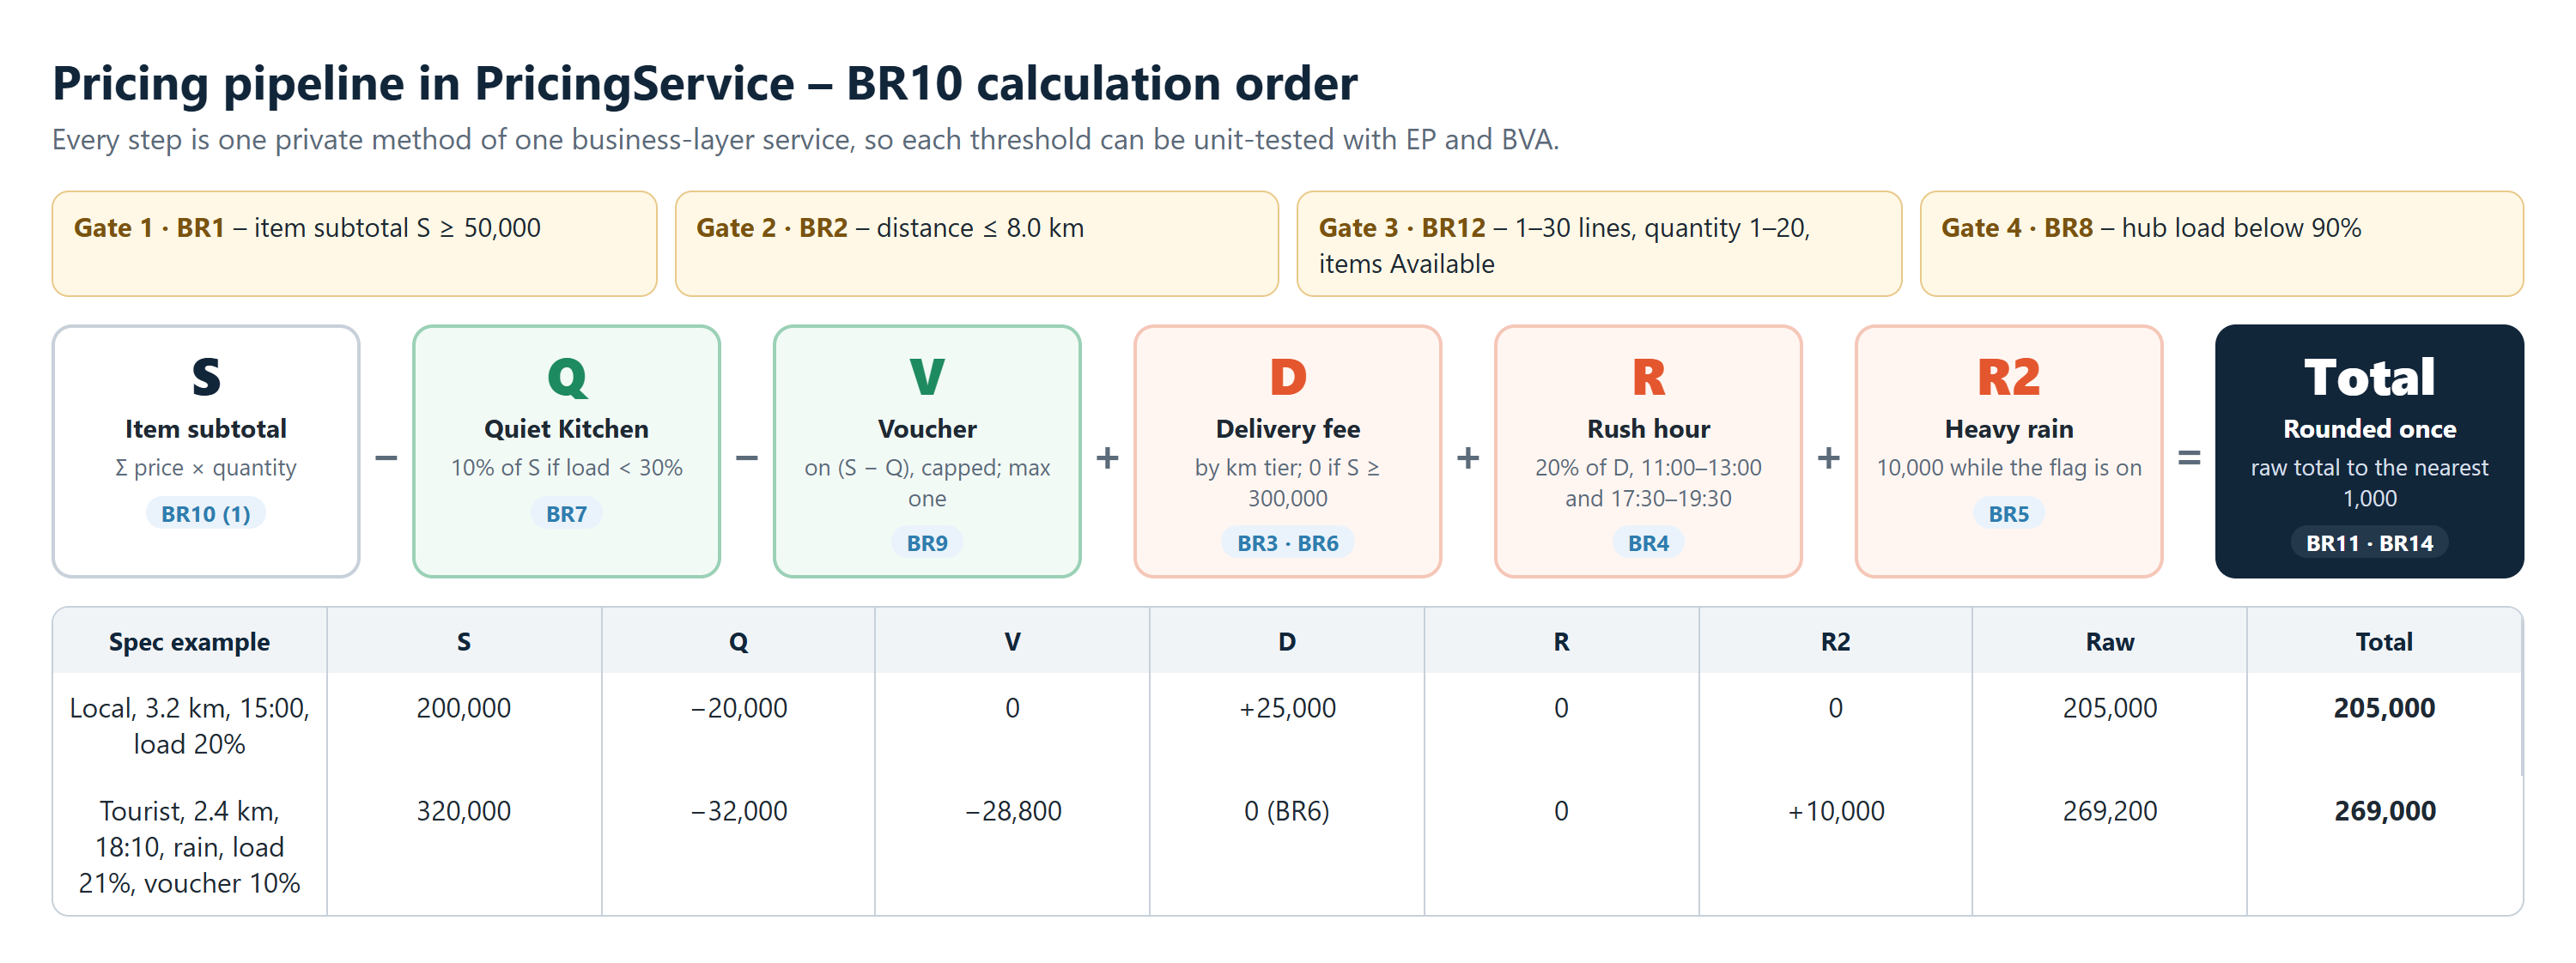 Pricing pipeline in PricingService – BR10 calculation order
Every step is one private method of one business-layer service, so each threshold can be unit-tested with EP and BVA.
Gate 1 · BR1 – item subtotal S ≥ 50,000
Gate 2 · BR2 – distance ≤ 8.0 km
Gate 3 · BR12 – 1–30 lines, quantity 1–20,
items Available
Gate 4 · BR8 – hub load below 90%
S
Item subtotal
Σ price × quantity
BR10 (1)
−
Q
Quiet Kitchen
10% of S if load < 30%
BR7
−
V
Voucher
on (S − Q), capped; max
one
BR9
+
D
Delivery fee
by km tier; 0 if S ≥
300,000
BR3 · BR6
+
R
Rush hour
20% of D, 11:00–13:00
and 17:30–19:30
BR4
+
R2
Heavy rain
10,000 while the flag is on
BR5
=
Total
Rounded once
raw total to the nearest
1,000
BR11 · BR14
Spec example S Q V D R R2 Raw Total
Local, 3.2 km, 15:00, 200,000 −20,000 0 +25,000 0 0 205,000 205,000
load 20%
Tourist, 2.4 km, 320,000 −32,000 −28,800 0 (BR6) 0 +10,000 269,200 269,000
18:10, rain, load
21%, voucher 10%